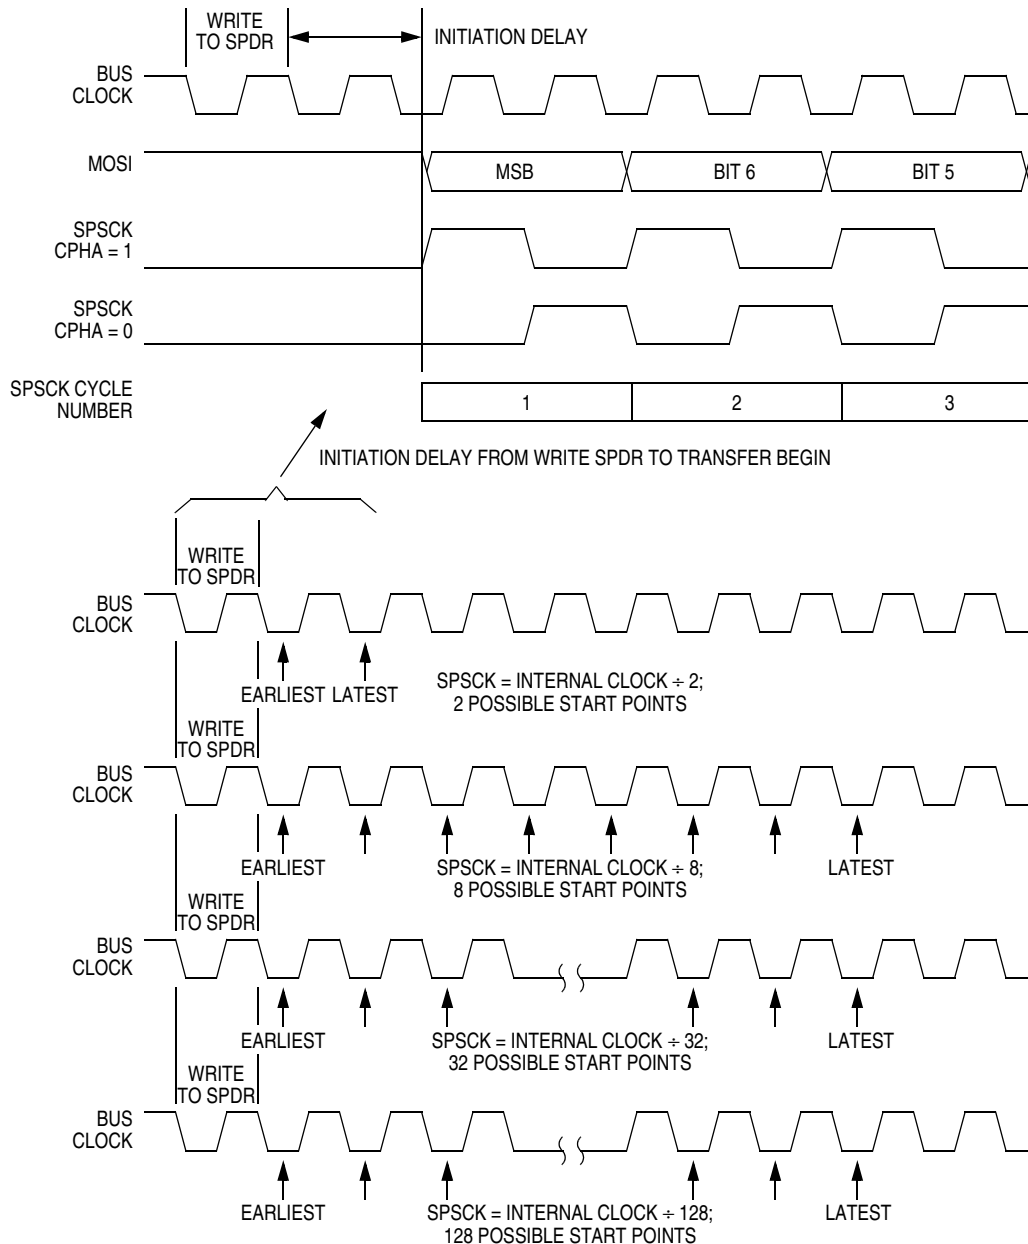 WRITE
TO SPDR
INITIATION DELAY
BUS
CLOCK
MOSI
MSB
BIT 6
BIT 5
SPSCK
CPHA = 1
SPSCK
CPHA = 0
SPSCK CYCLE
NUMBER
1
2
3
INITIATION DELAY FROM WRITE SPDR TO TRANSFER BEGIN
WRITE
TO SPDR
BUS
CLOCK
EARLIEST
LATEST
SPSCK = INTERNAL CLOCK ÷ 2;
2 POSSIBLE START POINTS
WRITE
TO SPDR
BUS
CLOCK
EARLIEST
SPSCK = INTERNAL CLOCK ÷ 8;
8 POSSIBLE START POINTS
LATEST
WRITE
TO SPDR
BUS
CLOCK
EARLIEST
SPSCK = INTERNAL CLOCK ÷ 32;
32 POSSIBLE START POINTS
LATEST
WRITE
TO SPDR
BUS
CLOCK
EARLIEST
SPSCK = INTERNAL CLOCK ÷ 128;
128 POSSIBLE START POINTS
LATEST